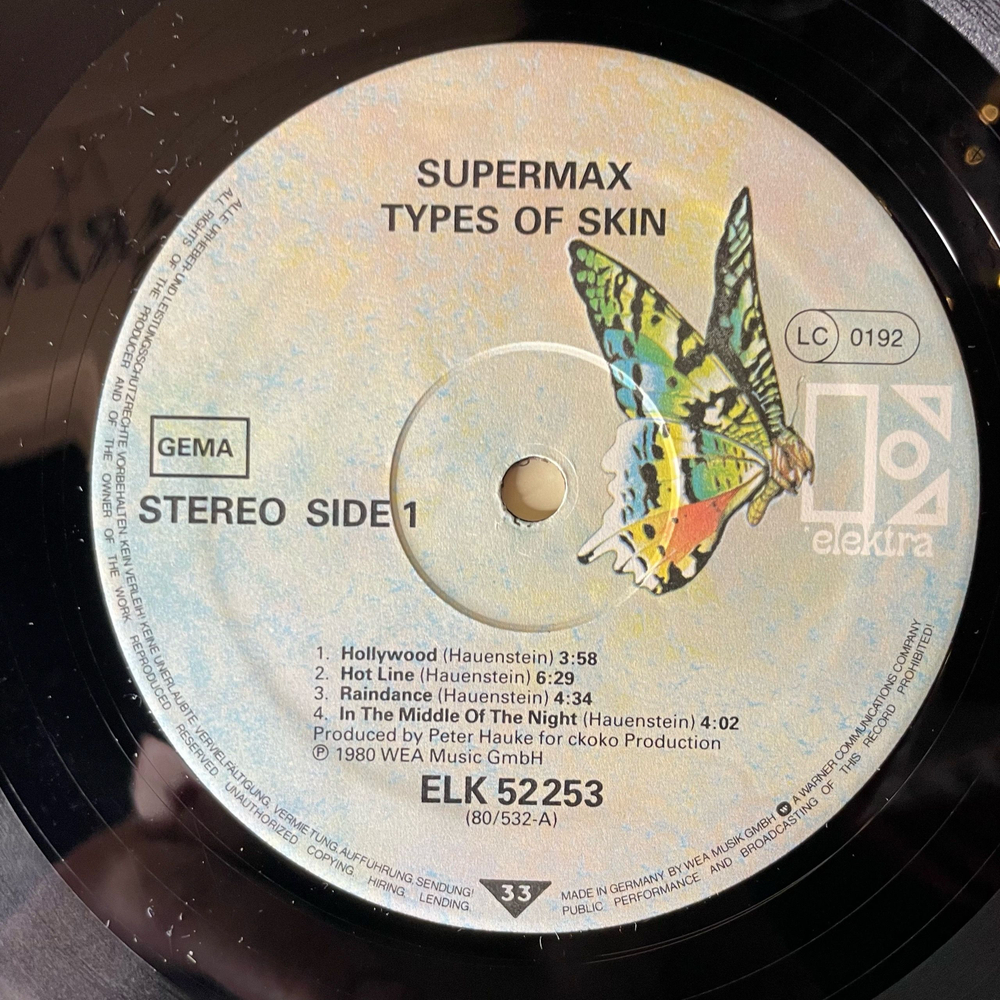 SUPERMAX
TYPES OF SKIN
LC 0192
GEMA
elektra
STEREO SIDE 1
1. Hollywood (Hauenstein) 3:58
2. Hot Line (Hauenstein) 6:29
3. Raindance (Hauenstein) 4:34
4. In The Middle Of The Night (Hauenstein) 4:02
Produced by Peter Hauke for ckoko Production
℗ 1980 WEA Music GmbH
ELK 52253
(80/532-A)
33
ALLE URHEBER- UND LEISTUNGSSCHUTZRECHTE VORBEHALTEN. KEIN VERLEIH! KEINE UNERLAUBTE VERVIELFÄLTIGUNG, VERMIETUNG, AUFFÜHRUNG, SENDUNG!
ALL RIGHTS OF THE PRODUCER AND OF THE OWNER OF THE WORK REPRODUCED RESERVED. UNAUTHORIZED COPYING, HIRING, LENDING,
MADE IN GERMANY BY WEA MUSIK GMBH A WARNER COMMUNICATIONS COMPANY
PUBLIC PERFORMANCE AND BROADCASTING OF THIS RECORD PROHIBITED!